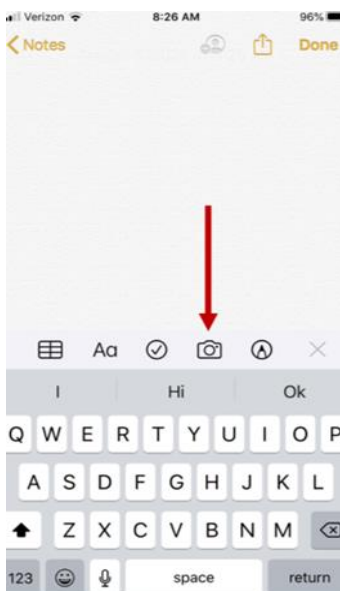 Verizon 8:26 AM 96%
Notes Done
Aa
I Hi Ok
Q W E R T Y U I O P
A S D F G H J K L
Z X C V B N M
123 space return